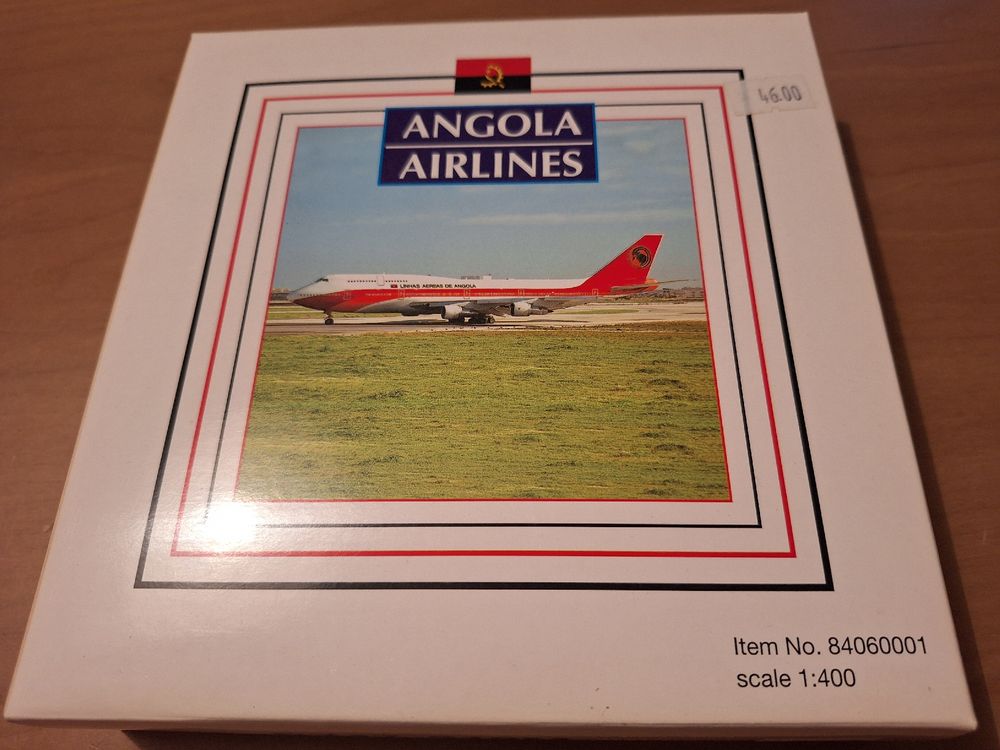 46.00
ANGOLA
AIRLINES
LINHAS AEREAS DE ANGOLA
Item No. 84060001
scale 1:400